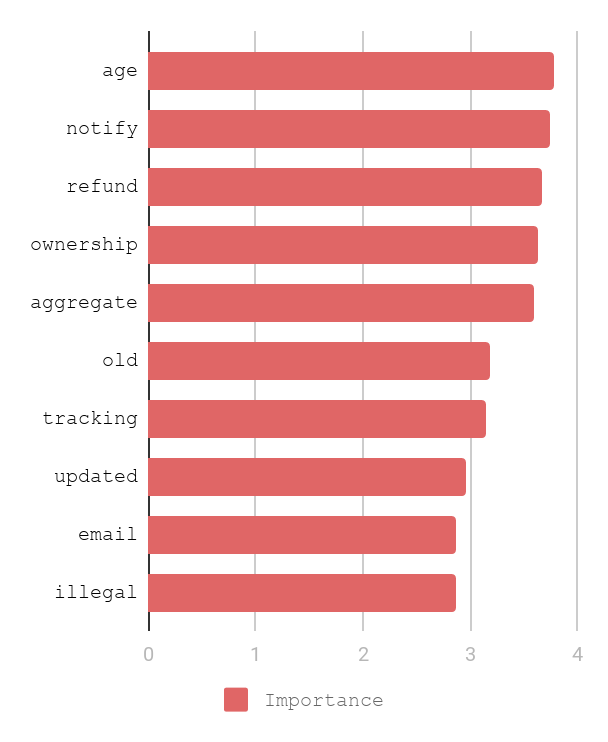 age
notify
refund
ownership
aggregate
old
tracking
updated
email
illegal
0 1 2 3 4
Importance